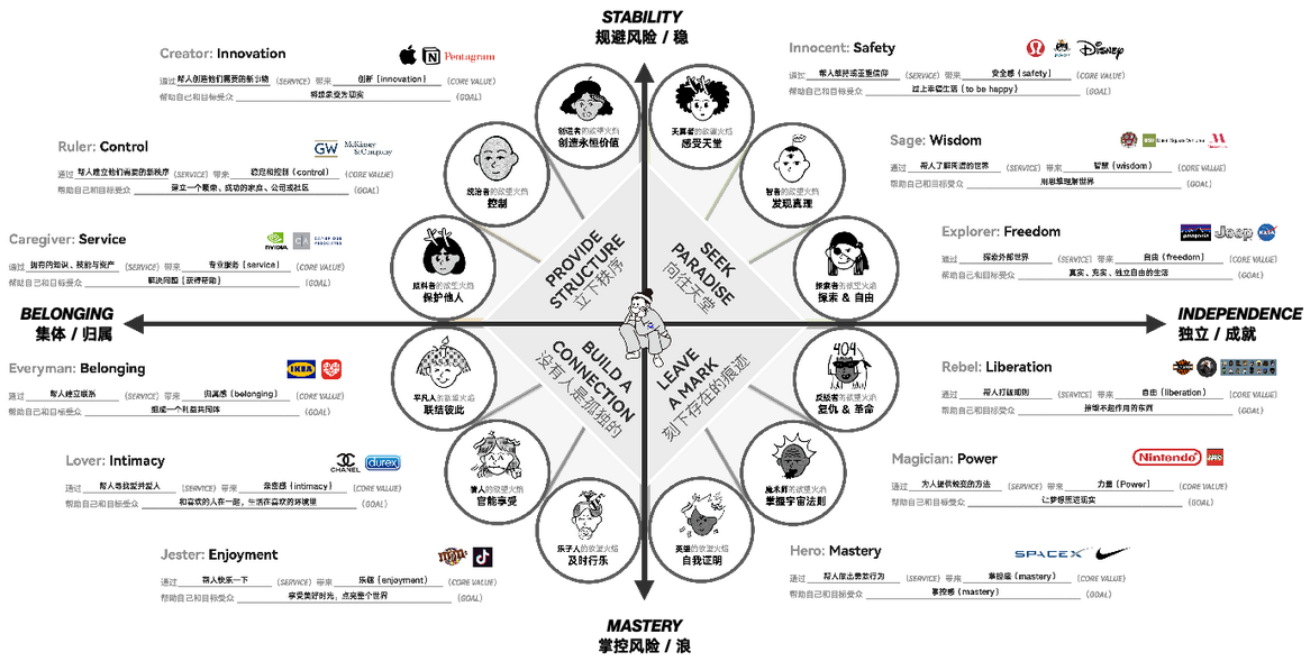 STABILITY
规避风险 / 稳
Creator: Innovation
Pentagram
通过 帮人创造他们需要的新事物 (SERVICE) 带来 创新 (innovation) (CORE VALUE)
帮助自己和目标受众 将想象变为现实 (GOAL)
Ruler: Control
GW McKinsey & Company
通过 帮人建立他们需要的新秩序 (SERVICE) 带来 稳定和控制 (control) (CORE VALUE)
帮助自己和目标受众 建立一个繁荣、成功的家庭、公司或社区 (GOAL)
Caregiver: Service
NVIDIA
通过 拥有内知识、技能与资产 (SERVICE) 带来 专业服务 (service) (CORE VALUE)
帮助自己和目标受众 解决问题 (获得帮助) (GOAL)
BELONGING
集体 / 归属
Everyman: Belonging
IKEA
通过 帮人建立联系 (SERVICE) 带来 归属感 (belonging) (CORE VALUE)
帮助自己和目标受众 组成一个利益共同体 (GOAL)
Lover: Intimacy
CHANEL durex
通过 帮人寻找爱并爱人 (SERVICE) 带来 亲密感 (intimacy) (CORE VALUE)
帮助自己和目标受众 和喜欢的人在一起，生活在喜欢的环境里 (GOAL)
Jester: Enjoyment
m&m's
通过 帮人快乐一下 (SERVICE) 带来 乐趣 (enjoyment) (CORE VALUE)
帮助自己和目标受众 享受美好时光，点亮整个世界 (GOAL)
创造者的欲望火焰
创造永恒价值
统治者的欲望火焰
控制
照料者的欲望火焰
保护他人
平凡人的欲望火焰
联结彼此
情人的欲望火焰
官能享受
乐子人的欲望火焰
及时行乐
天真者的欲望火焰
感受天堂
智者的欲望火焰
发现真理
探索者的欲望火焰
探索 & 自由
404
反叛者的欲望火焰
复仇 & 革命
魔术师的欲望火焰
掌握宇宙法则
英雄的欲望火焰
自我证明
PROVIDE
STRUCTURE
立下秩序
SEEK
PARADISE
向往天堂
BUILD A
CONNECTION
没有人是孤独的
LEAVE
A MARK
刻下存在的痕迹
Innocent: Safety
Disney
通过 帮人维持或重塑信仰 (SERVICE) 带来 安全感 (safety) (CORE VALUE)
帮助自己和目标受众 过上幸福生活 (to be happy) (GOAL)
Sage: Wisdom
通过 帮人了解周遭的世界 (SERVICE) 带来 智慧 (wisdom) (CORE VALUE)
帮助自己和目标受众 用思维理解世界 (GOAL)
Explorer: Freedom
patagonia Jeep NASA
通过 探索外部世界 (SERVICE) 带来 自由 (freedom) (CORE VALUE)
帮助自己和目标受众 真实、充实、独立自由的生活 (GOAL)
INDEPENDENCE
独立 / 成就
Rebel: Liberation
通过 帮人打破规则 (SERVICE) 带来 自由 (liberation) (CORE VALUE)
帮助自己和目标受众 摧毁不起作用的东西 (GOAL)
Magician: Power
Nintendo LEGO
通过 为人提供蜕变的方法 (SERVICE) 带来 力量 (Power) (CORE VALUE)
帮助自己和目标受众 让梦想照进现实 (GOAL)
Hero: Mastery
SPACEX
通过 帮人做出勇敢行为 (SERVICE) 带来 掌控感 (mastery) (CORE VALUE)
帮助自己和目标受众 掌控感 (mastery) (GOAL)
MASTERY
掌控风险 / 浪